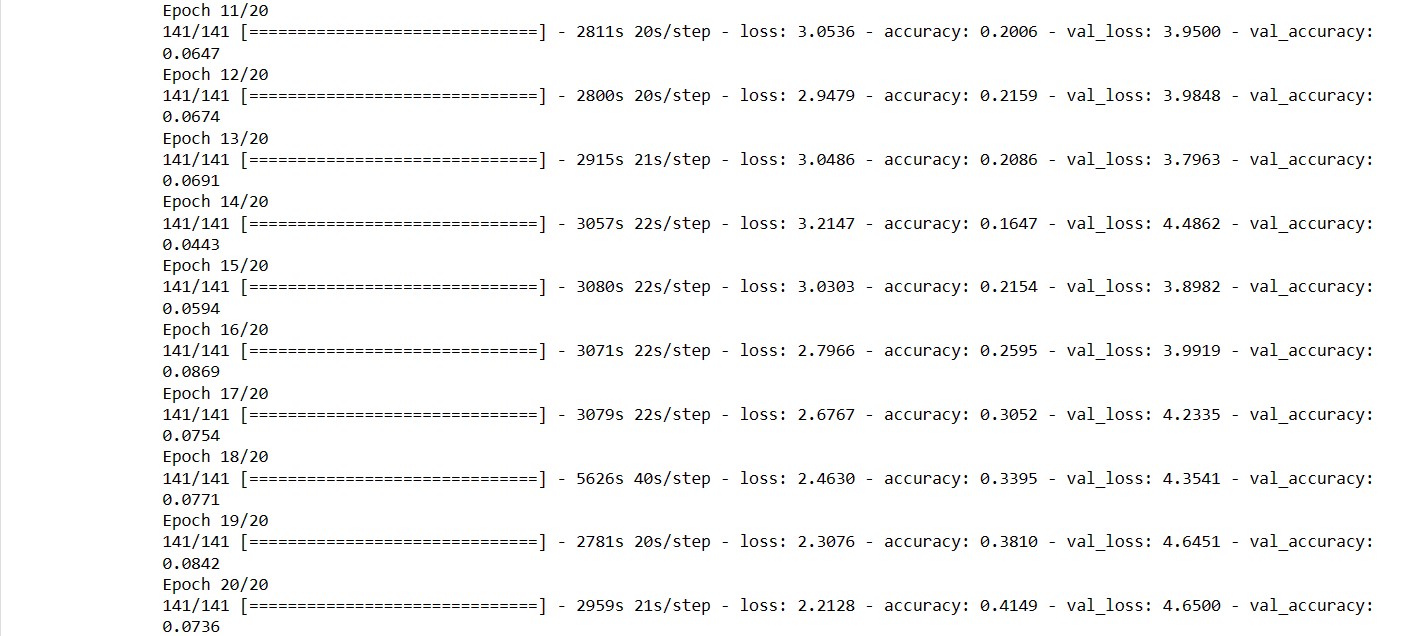 Epoch 11/20
141/141 [==============================] - 2811s 20s/step - loss: 3.0536 - accuracy: 0.2006 - val_loss: 3.9500 - val_accuracy:
0.0647
Epoch 12/20
141/141 [==============================] - 2800s 20s/step - loss: 2.9479 - accuracy: 0.2159 - val_loss: 3.9848 - val_accuracy:
0.0674
Epoch 13/20
141/141 [==============================] - 2915s 21s/step - loss: 3.0486 - accuracy: 0.2086 - val_loss: 3.7963 - val_accuracy:
0.0691
Epoch 14/20
141/141 [==============================] - 3057s 22s/step - loss: 3.2147 - accuracy: 0.1647 - val_loss: 4.4862 - val_accuracy:
0.0443
Epoch 15/20
141/141 [==============================] - 3080s 22s/step - loss: 3.0303 - accuracy: 0.2154 - val_loss: 3.8982 - val_accuracy:
0.0594
Epoch 16/20
141/141 [==============================] - 3071s 22s/step - loss: 2.7966 - accuracy: 0.2595 - val_loss: 3.9919 - val_accuracy:
0.0869
Epoch 17/20
141/141 [==============================] - 3079s 22s/step - loss: 2.6767 - accuracy: 0.3052 - val_loss: 4.2335 - val_accuracy:
0.0754
Epoch 18/20
141/141 [==============================] - 5626s 40s/step - loss: 2.4630 - accuracy: 0.3395 - val_loss: 4.3541 - val_accuracy:
0.0771
Epoch 19/20
141/141 [==============================] - 2781s 20s/step - loss: 2.3076 - accuracy: 0.3810 - val_loss: 4.6451 - val_accuracy:
0.0842
Epoch 20/20
141/141 [==============================] - 2959s 21s/step - loss: 2.2128 - accuracy: 0.4149 - val_loss: 4.6500 - val_accuracy:
0.0736